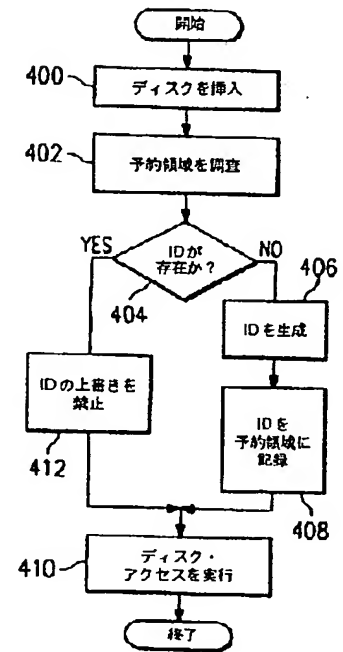 開始
400
ディスクを挿入
402
予約領域を調査
YES
IDが
存在か?
NO
404
406
IDを生成
IDの上書きを
禁止
412
IDを
予約領域に
記録
408
410
ディスク・
アクセスを実行
終了